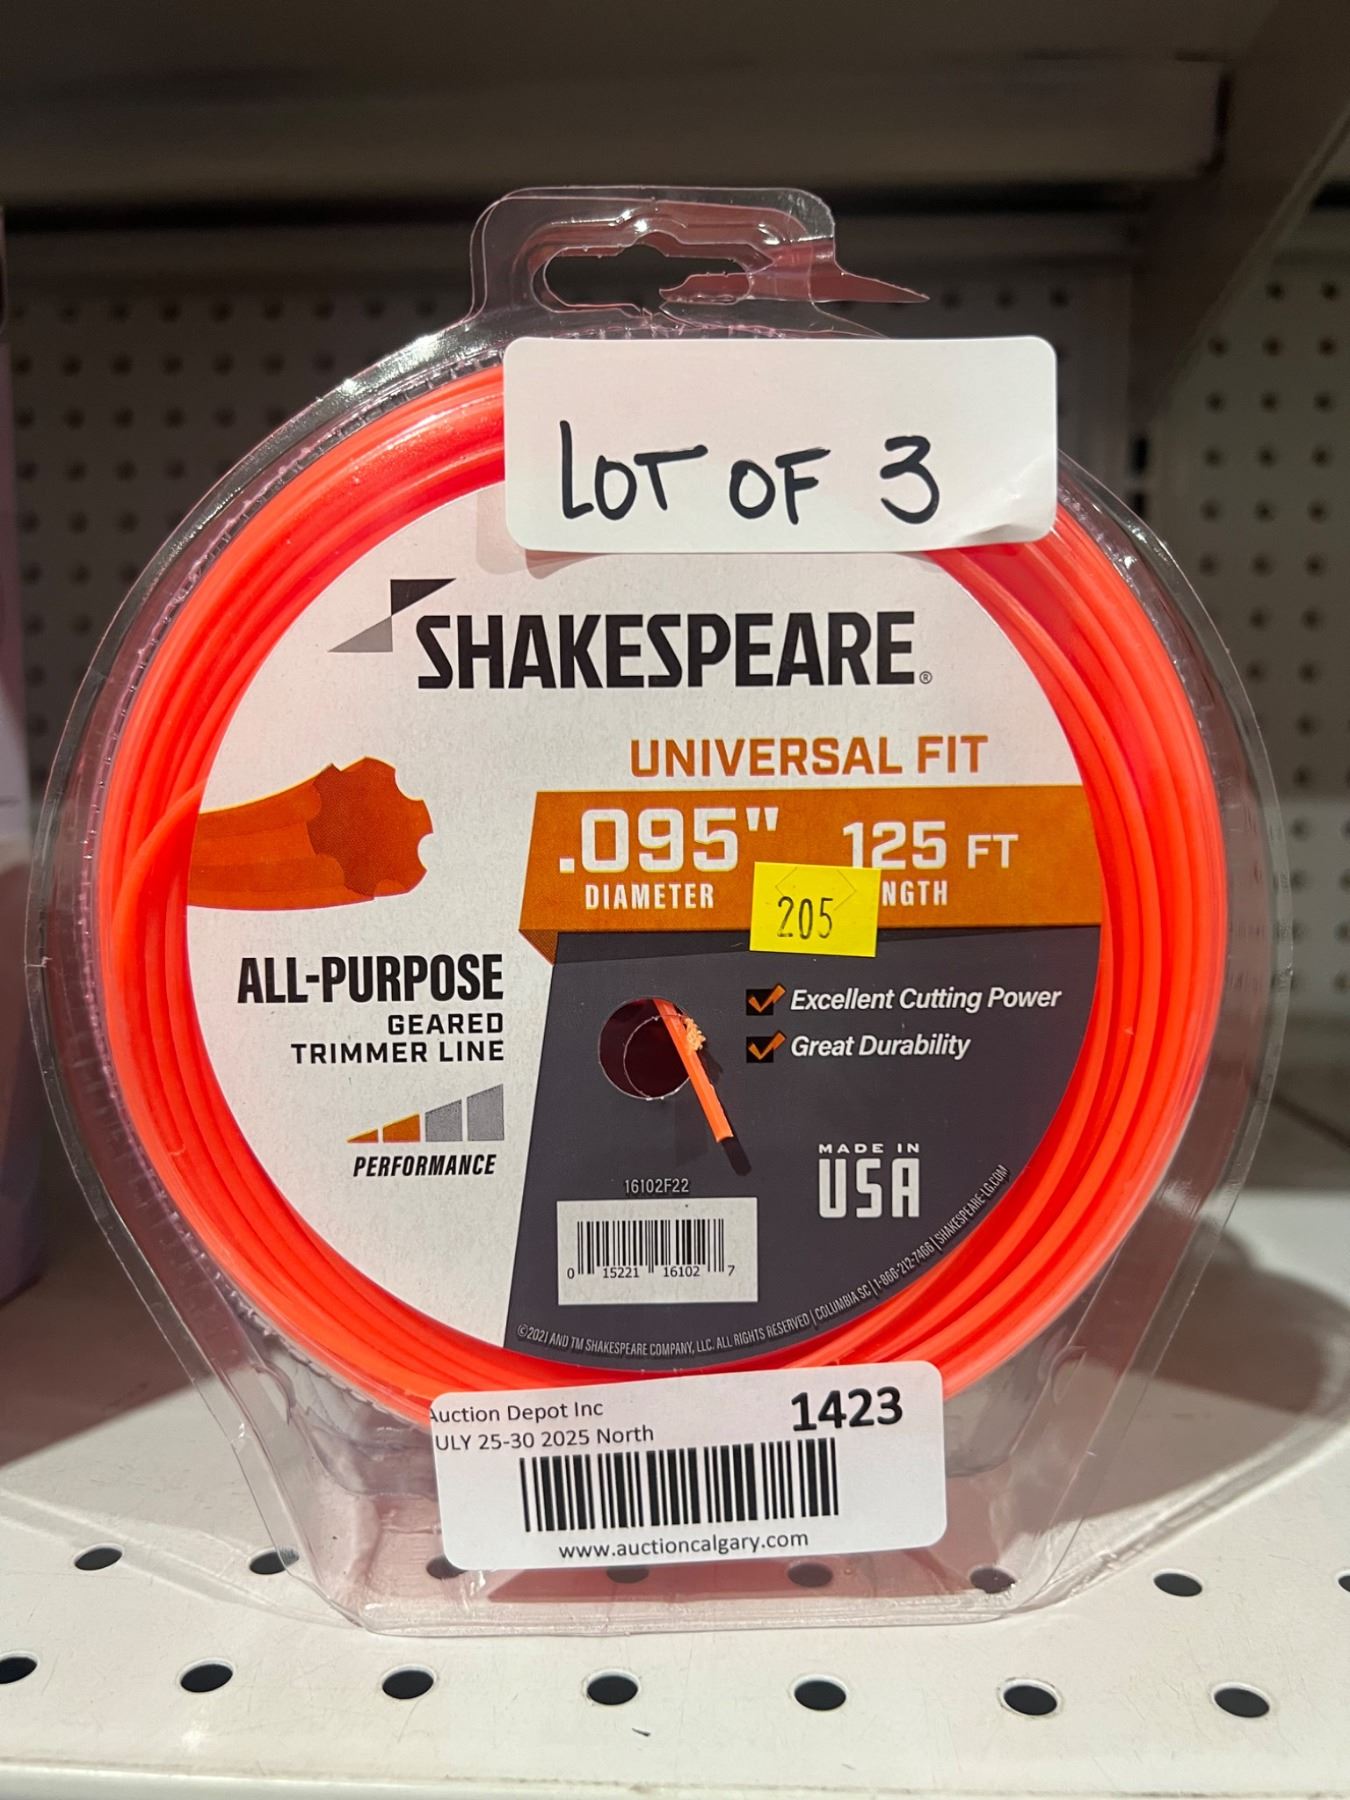 LOT OF 3
SHAKESPEARE®
UNIVERSAL FIT
.095" 125 FT
DIAMETER NGTH
205
ALL-PURPOSE
GEARED
TRIMMER LINE
Excellent Cutting Power
Great Durability
PERFORMANCE
MADE IN
USA
16102F22
0 15221 16102 7
©2021 AND TM SHAKESPEARE COMPANY, LLC. ALL RIGHTS RESERVED | COLUMBIA SC | 1-866-212-7466 | SHAKESPEARE-LG.COM
Auction Depot Inc 1423
ULY 25-30 2025 North
www.auctioncalgary.com